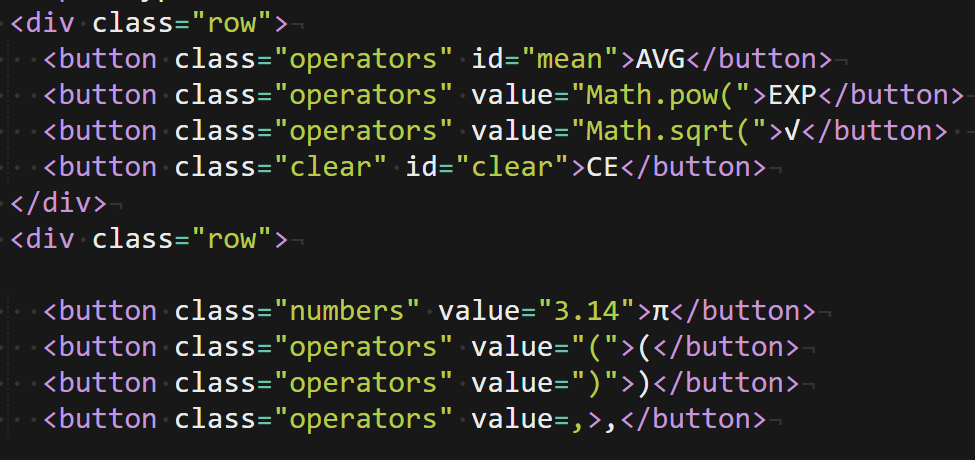 <div class="row">
<button class="operators" id="mean">AVG</button>
<button class="operators" value="Math.pow(">EXP</button>
<button class="operators" value="Math.sqrt(">√</button>
<button class="clear" id="clear">CE</button>
</div>
<div class="row">
<button class="numbers" value="3.14">π</button>
<button class="operators" value="(">(</button>
<button class="operators" value=")">)</button>
<button class="operators" value=,>,</button>